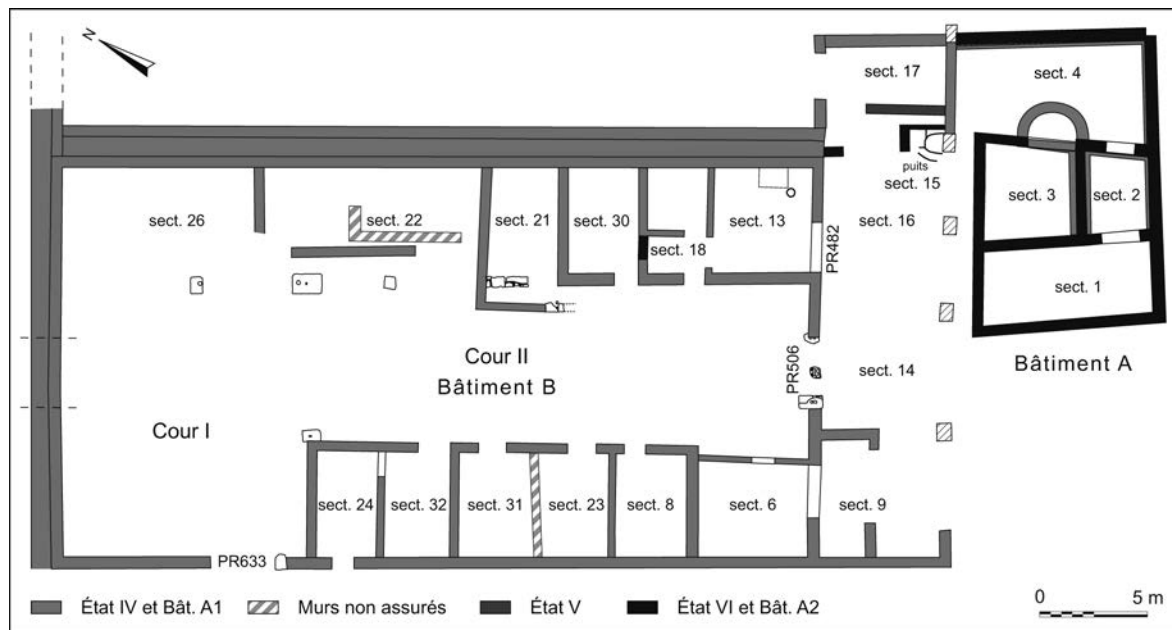 N
sect. 17
sect. 4
puits
sect. 15
sect. 3
sect. 2
sect. 26
sect. 22
sect. 21
sect. 30
sect. 13
sect. 16
sect. 18
PR482
sect. 1
Cour II
Bâtiment B
PR506
sect. 14
Bâtiment A
Cour I
sect. 24
sect. 32
sect. 31
sect. 23
sect. 8
sect. 6
sect. 9
PR633
État IV et Bât. A1
Murs non assurés
État V
État VI et Bât. A2
0
5 m